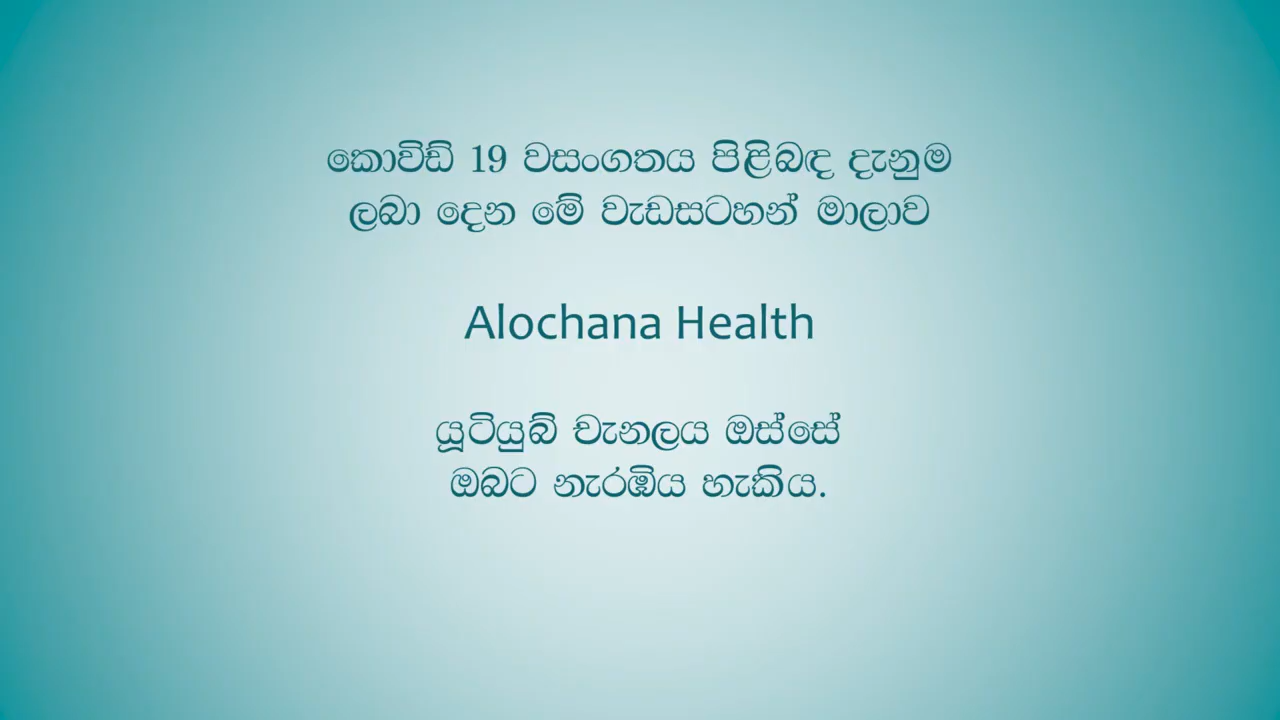 කොවිඩ් 19 වසංගතය පිළිබඳ දැනුම
ලබා දෙන මේ වැඩසටහන් මාලාව
Alochana Health
යූටියුබ් චැනලය ඔස්සේ
ඔබට නැරඹිය හැකිය.